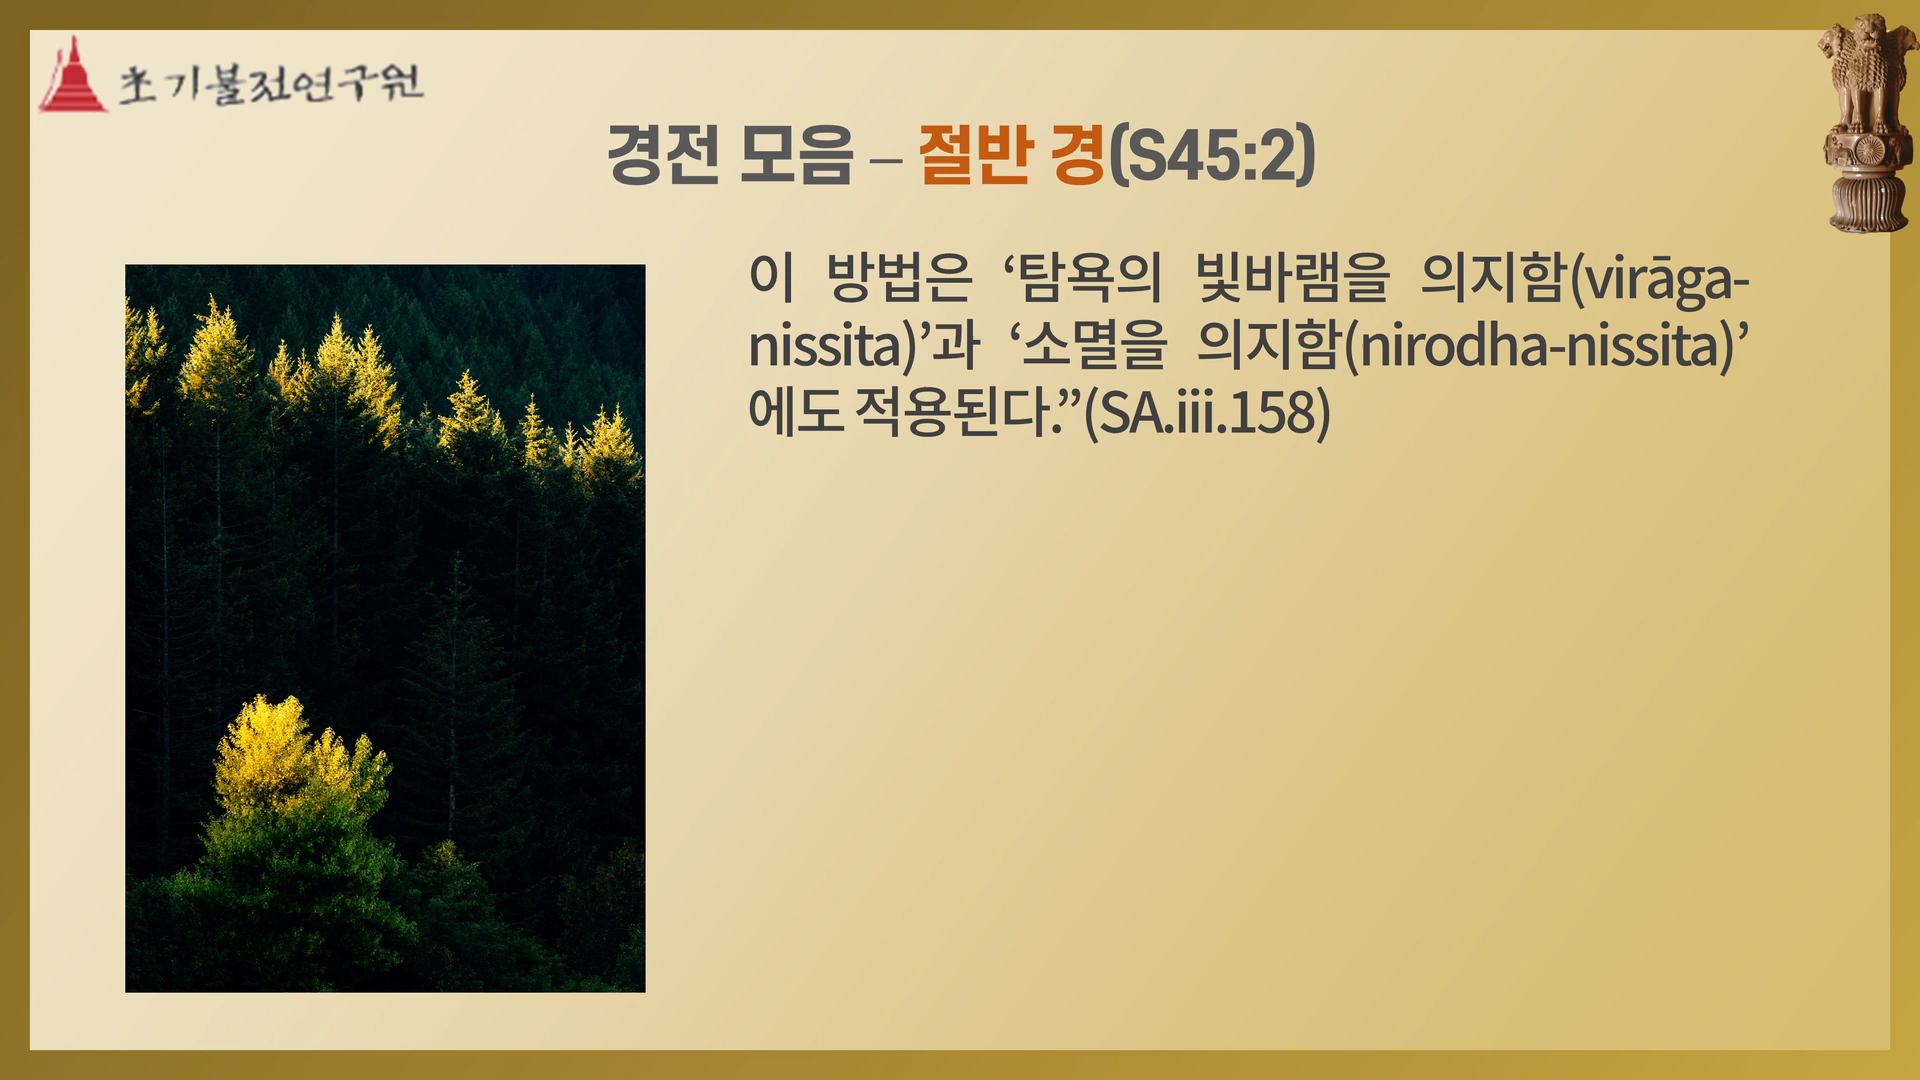 초기불전연구원
경전 모음 – 절반 경(S45:2)
이 방법은 ‘탐욕의 빛바램을 의지함(virāga-
nissita)’과 ‘소멸을 의지함(nirodha-nissita)’
에도 적용된다.”(SA.iii.158)